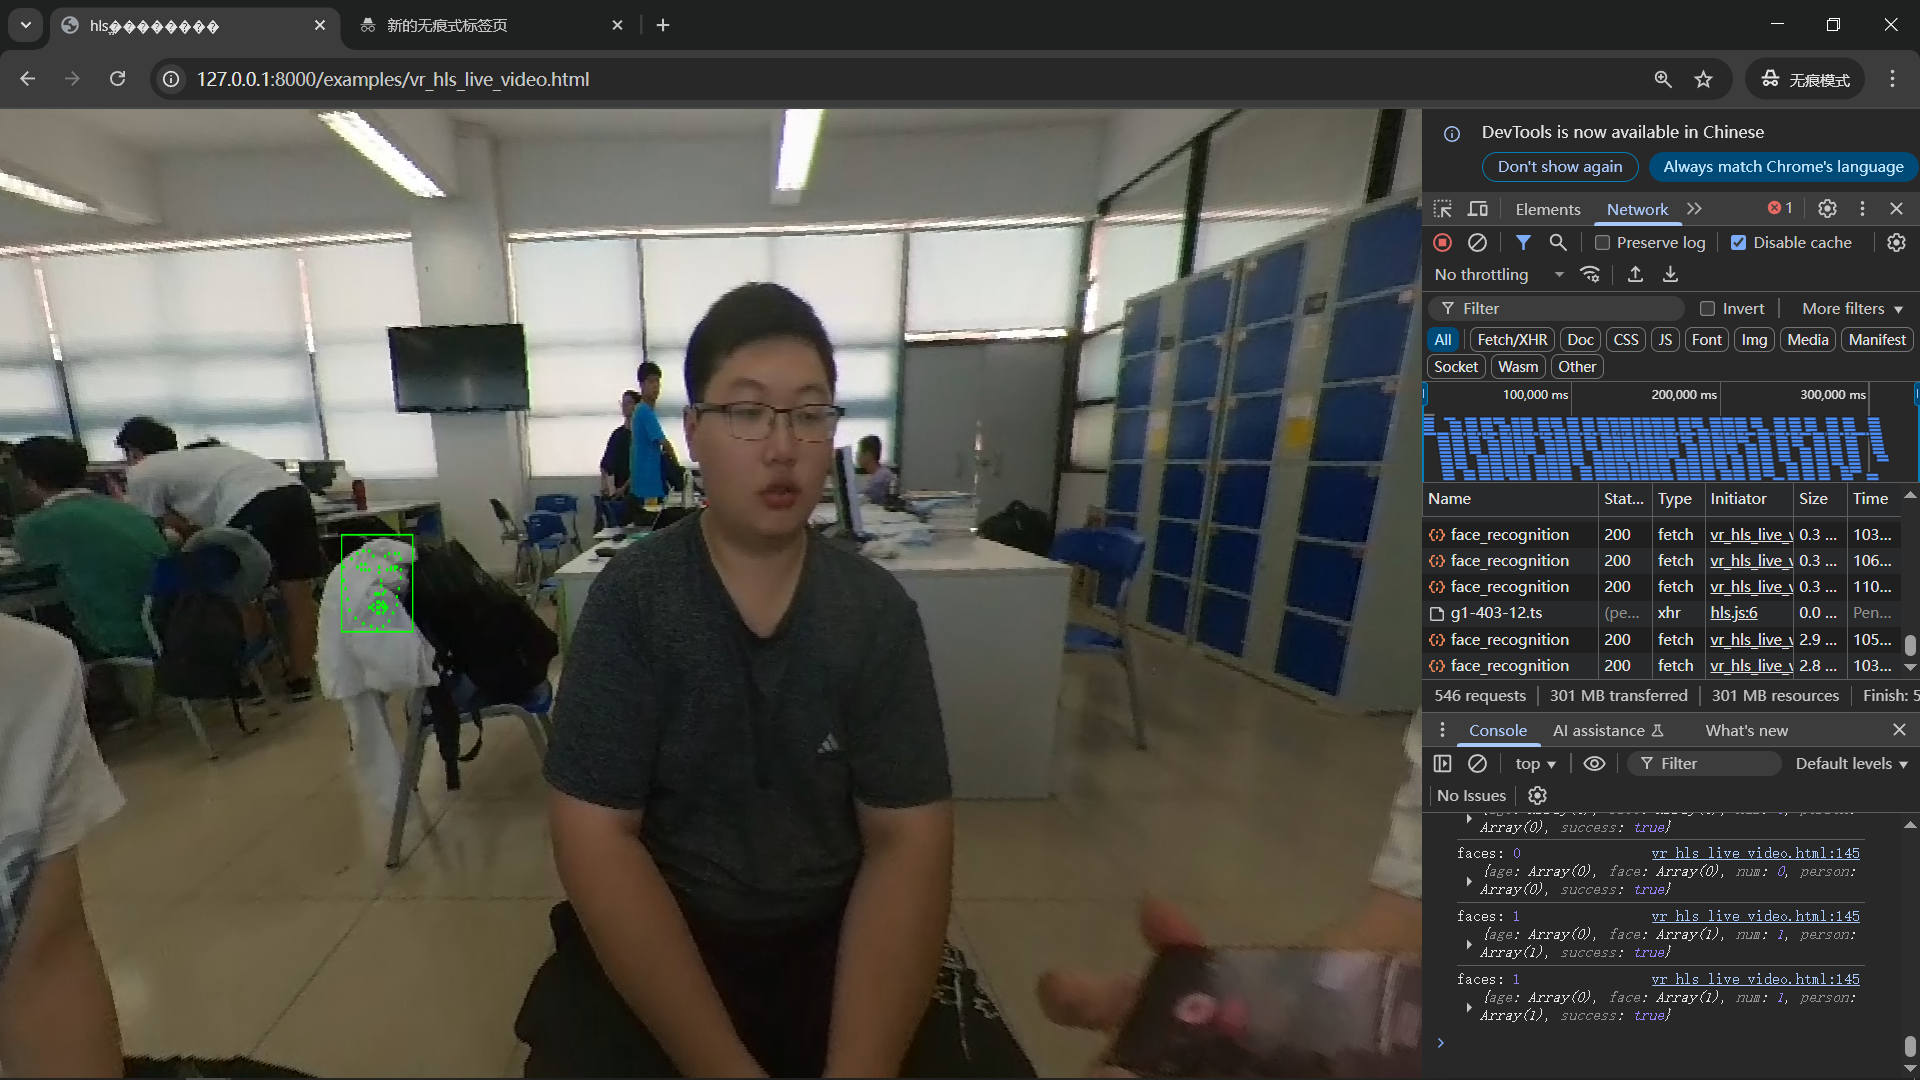 hls�����������
新的无痕式标签页
127.0.0.1:8000/examples/vr_hls_live_video.html
无痕模式
DevTools is now available in Chinese
Don't show again
Always match Chrome's language
Elements
Network
1
Preserve log
Disable cache
No throttling
Filter
Invert
More filters
All
Fetch/XHR
Doc
CSS
JS
Font
Img
Media
Manifest
Socket
Wasm
Other
100,000 ms
200,000 ms
300,000 ms
Name Stat... Type Initiator Size Time
face_recognition 200 fetch vr_hls_live_v 0.3 ... 103...
face_recognition 200 fetch vr_hls_live_v 0.3 ... 106...
face_recognition 200 fetch vr_hls_live_v 0.3 ... 110...
g1-403-12.ts (pe... xhr hls.js:6 0.0 ... Pen...
face_recognition 200 fetch vr_hls_live_v 2.9 ... 105...
face_recognition 200 fetch vr_hls_live_v 2.8 ... 103...
546 requests
301 MB transferred
301 MB resources
Finish: 5
Console
AI assistance
What's new
top
Filter
Default levels
No Issues
Array(0), success: true}
faces: 0 vr_hls_live_video.html:145
{age: Array(0), face: Array(0), num: 0, person:
Array(0), success: true}
faces: 1 vr_hls_live_video.html:145
{age: Array(0), face: Array(1), num: 1, person:
Array(1), success: true}
faces: 1 vr_hls_live_video.html:145
{age: Array(0), face: Array(1), num: 1, person:
Array(1), success: true}